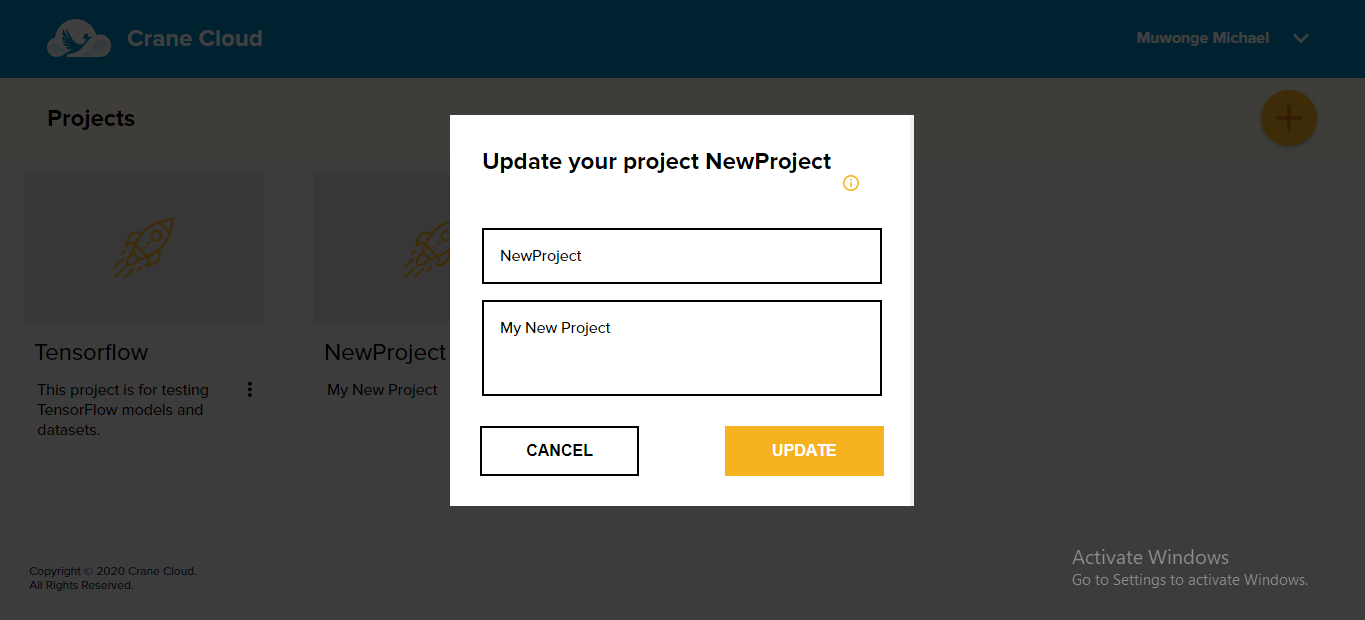 Crane Cloud
Muwonge Michael
Projects
Update your project NewProject
NewProject
My New Project
CANCEL
UPDATE
Tensorflow
This project is for testing
TensorFlow models and
datasets.
NewProject
My New Project
Copyright © 2020 Crane Cloud.
All Rights Reserved.
Activate Windows
Go to Settings to activate Windows.